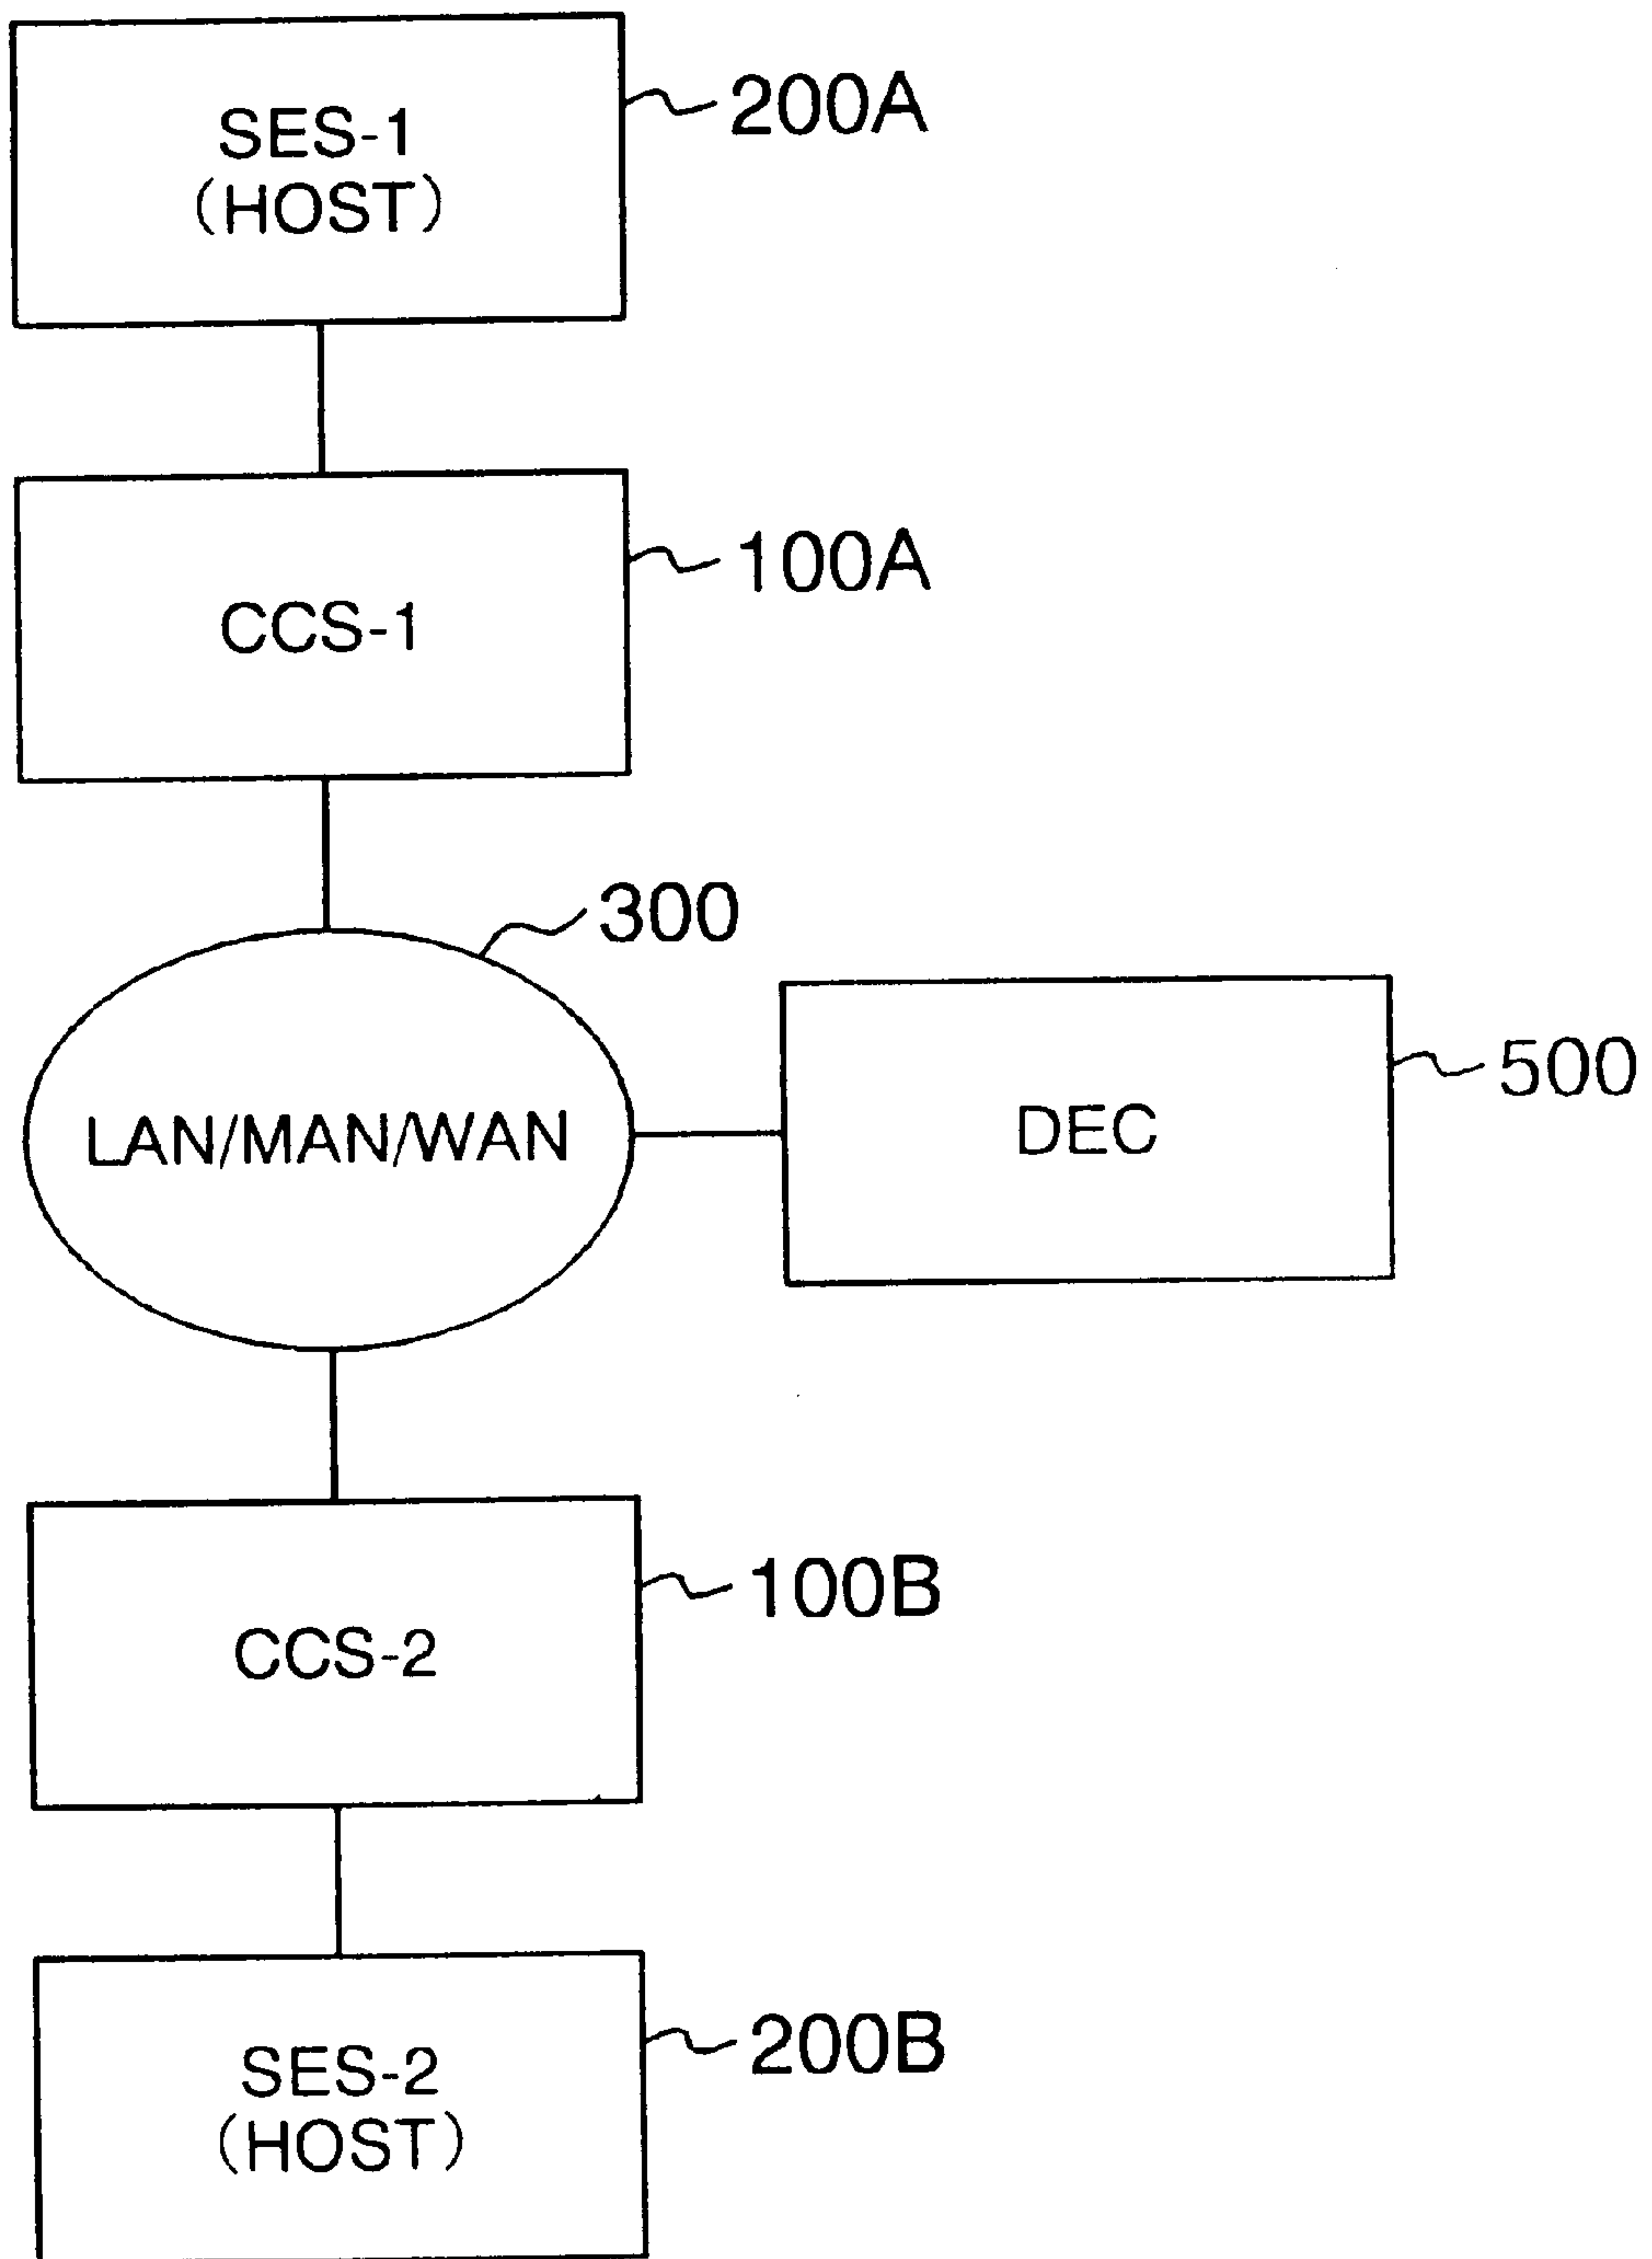 SES-1
(HOST)
200A
CCS-1
100A
300
LAN/MAN/WAN
DEC
500
CCS-2
100B
SES-2
(HOST)
200B